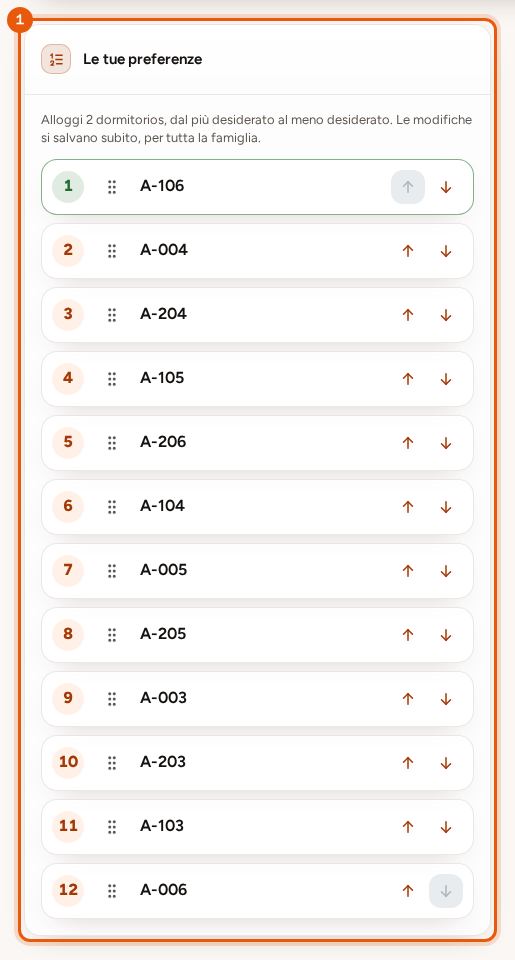 1
Le tue preferenze
Alloggi 2 dormitorios, dal più desiderato al meno desiderato. Le modifiche
si salvano subito, per tutta la famiglia.
1 A-106
2 A-004
3 A-204
4 A-105
5 A-206
6 A-104
7 A-005
8 A-205
9 A-003
10 A-203
11 A-103
12 A-006